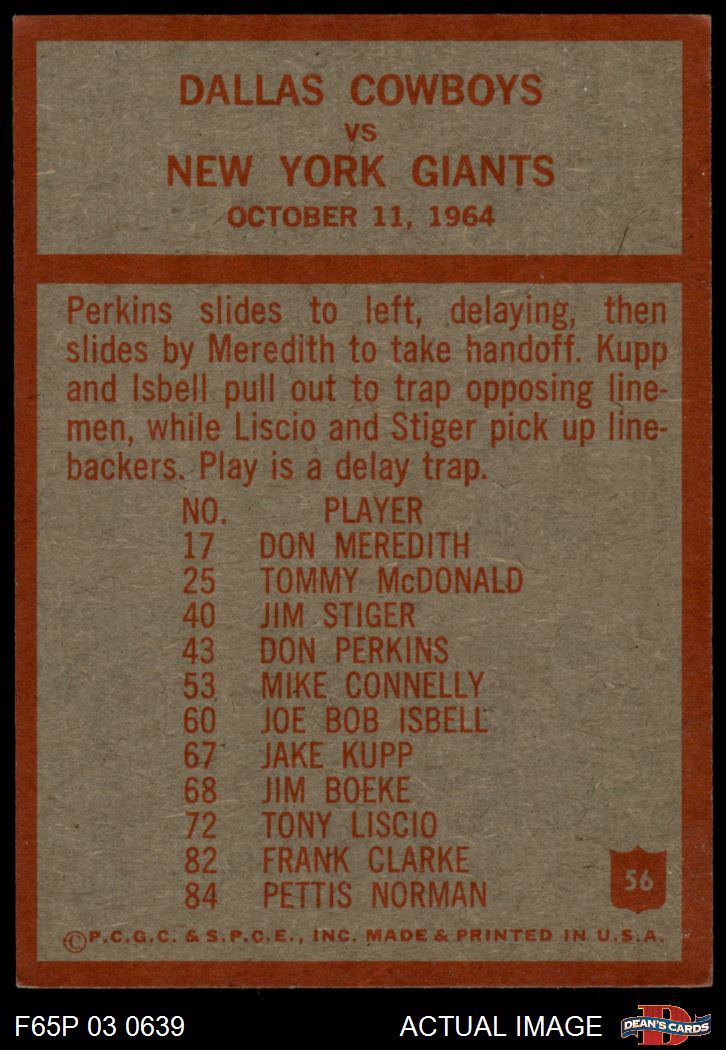 DALLAS COWBOYS
VS
NEW YORK GIANTS
OCTOBER 11, 1964
Perkins slides to left, delaying, then
slides by Meredith to take handoff. Kupp
and Isbell pull out to trap opposing line-
men, while Liscio and Stiger pick up line-
backers. Play is a delay trap.
NO. PLAYER
17 DON MEREDITH
25 TOMMY McDONALD
40 JIM STIGER
43 DON PERKINS
53 MIKE CONNELLY
60 JOE BOB ISBELL
67 JAKE KUPP
68 JIM BOEKE
72 TONY LISCIO
82 FRANK CLARKE
84 PETTIS NORMAN
56
©P.C.G.C. & S.P.C.E., INC. MADE & PRINTED IN U.S.A.
F65P 03 0639 ACTUAL IMAGE
D
DEAN'S CARDS